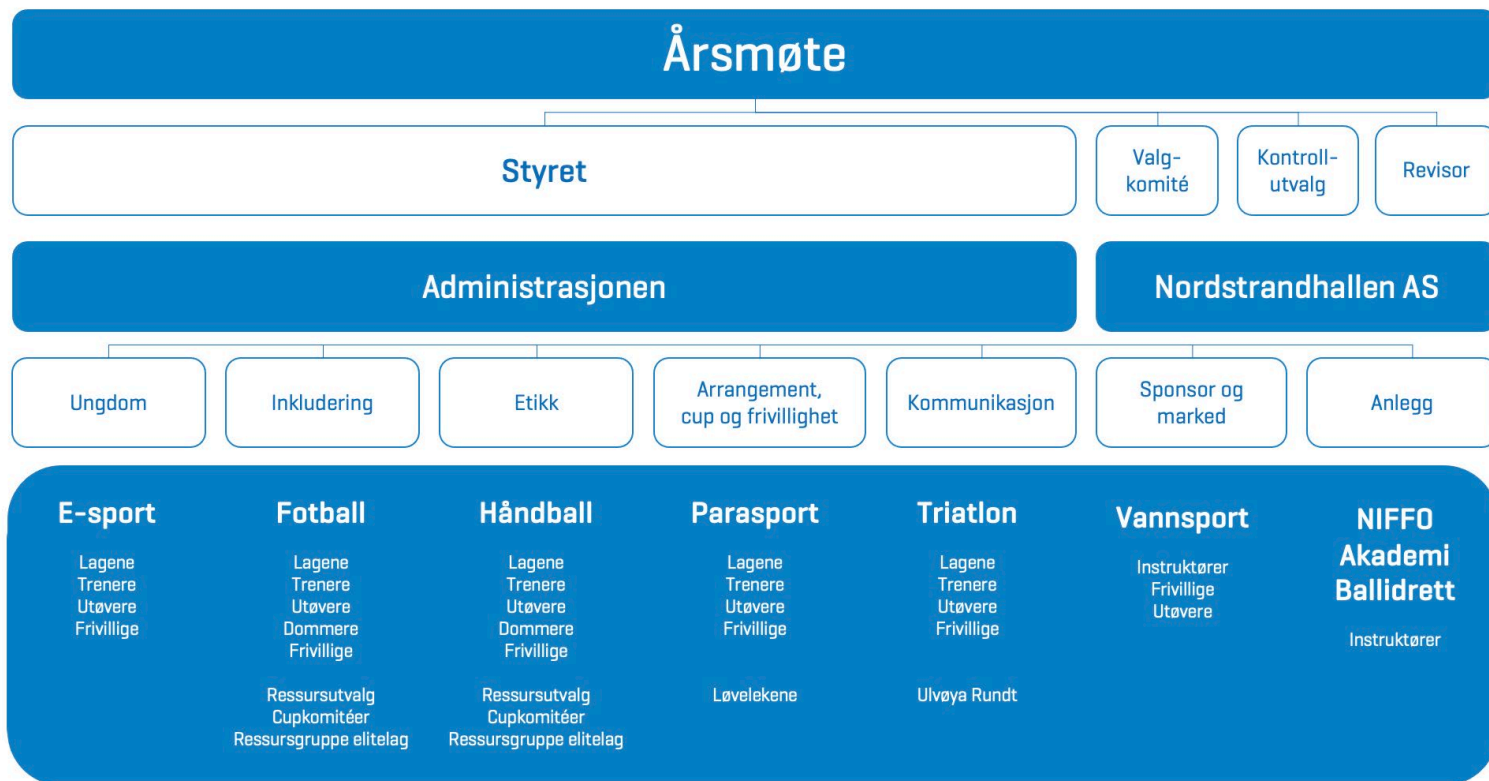 Årsmøte
Styret
Valg-
komité
Kontroll-
utvalg
Revisor
Administrasjonen
Nordstrandhallen AS
Ungdom
Inkludering
Etikk
Arrangement,
cup og frivillighet
Kommunikasjon
Sponsor og
marked
Anlegg
E-sport
Lagene
Trenere
Utøvere
Frivillige
Fotball
Lagene
Trenere
Utøvere
Dommere
Frivillige
Ressursutvalg
Cupkomitéer
Ressursgruppe elitelag
Håndball
Lagene
Trenere
Utøvere
Dommere
Frivillige
Ressursutvalg
Cupkomitéer
Ressursgruppe elitelag
Parasport
Lagene
Trenere
Utøvere
Frivillige
Løvelekene
Triatlon
Lagene
Trenere
Utøvere
Frivillige
Ulvøya Rundt
Vannsport
Instruktører
Frivillige
Utøvere
NIFFO
Akademi
Ballidrett
Instruktører